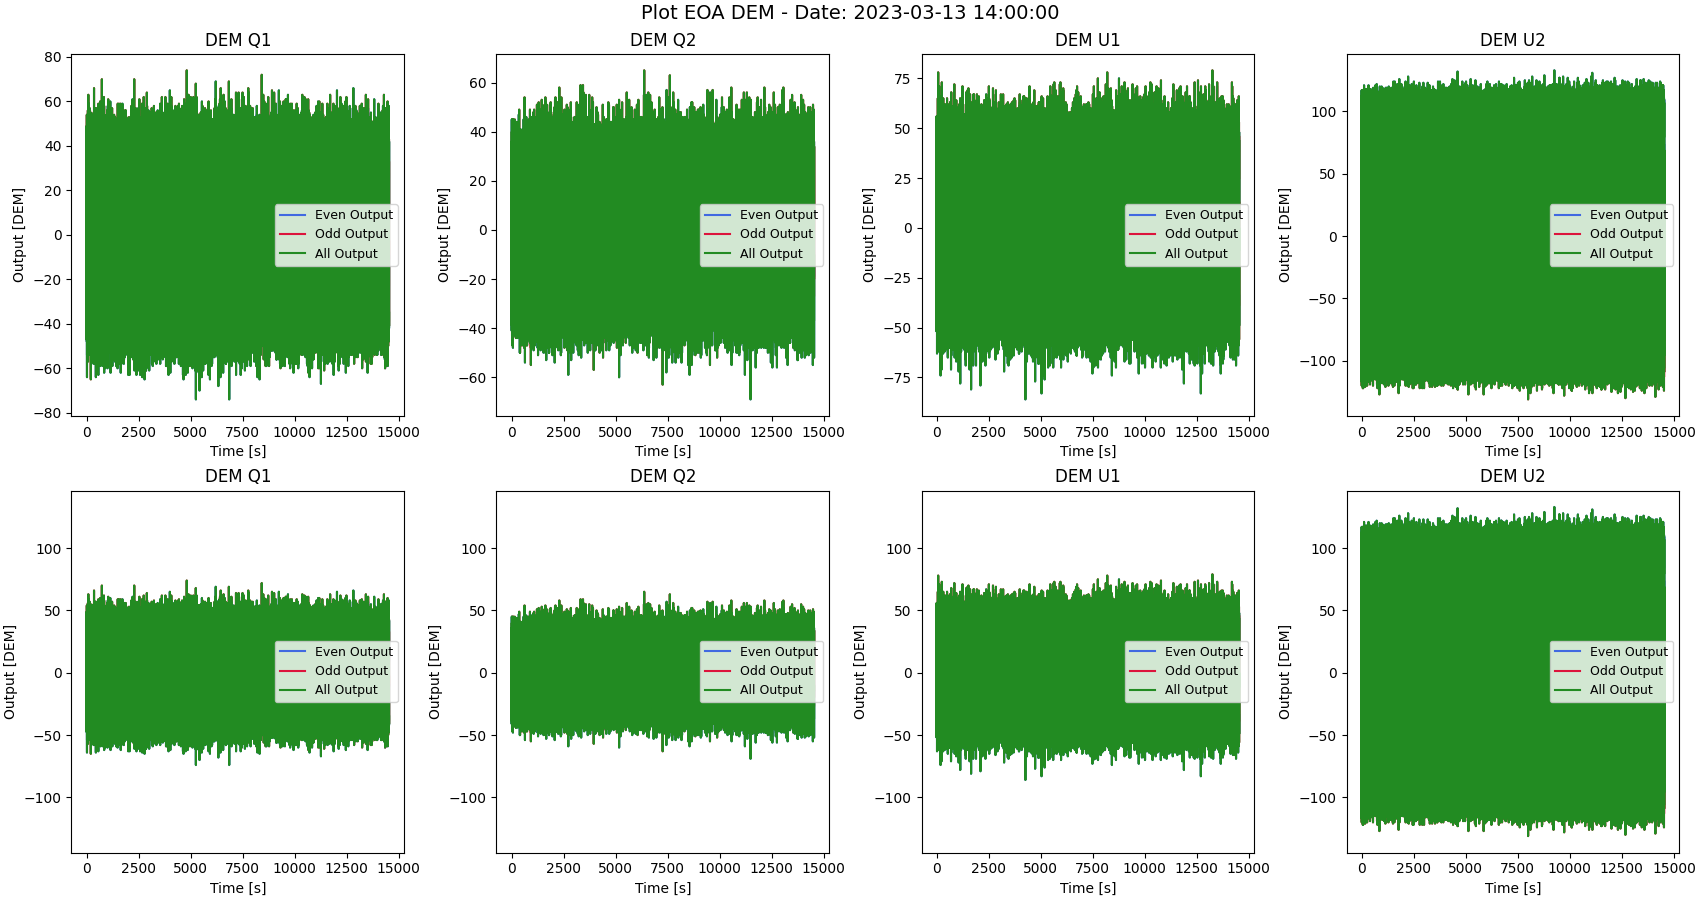 Plot EOA DEM - Date: 2023-03-13 14:00:00
DEM Q1
DEM Q2
DEM U1
DEM U2
Output [DEM]
80
60
40
20
0
−20
−40
−60
−80
Even Output
Odd Output
All Output
0 2500 5000 7500 10000 12500 15000
Time [s]
Output [DEM]
60
40
20
0
−20
−40
−60
Even Output
Odd Output
All Output
0 2500 5000 7500 10000 12500 15000
Time [s]
Output [DEM]
75
50
25
0
−25
−50
−75
Even Output
Odd Output
All Output
0 2500 5000 7500 10000 12500 15000
Time [s]
Output [DEM]
100
50
0
−50
−100
Even Output
Odd Output
All Output
0 2500 5000 7500 10000 12500 15000
Time [s]
DEM Q1
DEM Q2
DEM U1
DEM U2
Output [DEM]
100
50
0
−50
−100
Even Output
Odd Output
All Output
0 2500 5000 7500 10000 12500 15000
Time [s]
Output [DEM]
100
50
0
−50
−100
Even Output
Odd Output
All Output
0 2500 5000 7500 10000 12500 15000
Time [s]
Output [DEM]
100
50
0
−50
−100
Even Output
Odd Output
All Output
0 2500 5000 7500 10000 12500 15000
Time [s]
Output [DEM]
100
50
0
−50
−100
Even Output
Odd Output
All Output
0 2500 5000 7500 10000 12500 15000
Time [s]